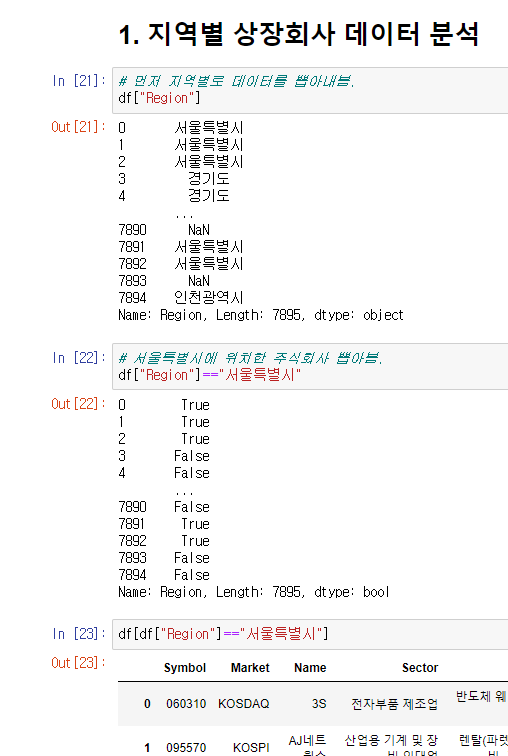 1. 지역별 상장회사 데이터 분석
In [21]: # 먼저 지역별로 데이터를 뽑아내봄.
df["Region"]
Out[21]: 0 서울특별시
1 서울특별시
2 서울특별시
3 경기도
4 경기도
...
7890 NaN
7891 서울특별시
7892 서울특별시
7893 NaN
7894 인천광역시
Name: Region, Length: 7895, dtype: object
In [22]: # 서울특별시에 위치한 주식회사 뽑아봄.
df["Region"]=="서울특별시"
Out[22]: 0 True
1 True
2 True
3 False
4 False
...
7890 False
7891 True
7892 True
7893 False
7894 False
Name: Region, Length: 7895, dtype: bool
In [23]: df[df["Region"]=="서울특별시"]
Out[23]:
Symbol Market Name Sector
반도체 웨
0 060310 KOSDAQ 3S 전자부품 제조업
AJ네트 산업용 기계 및 장 렌탈(파렛
1 095570 KOSPI